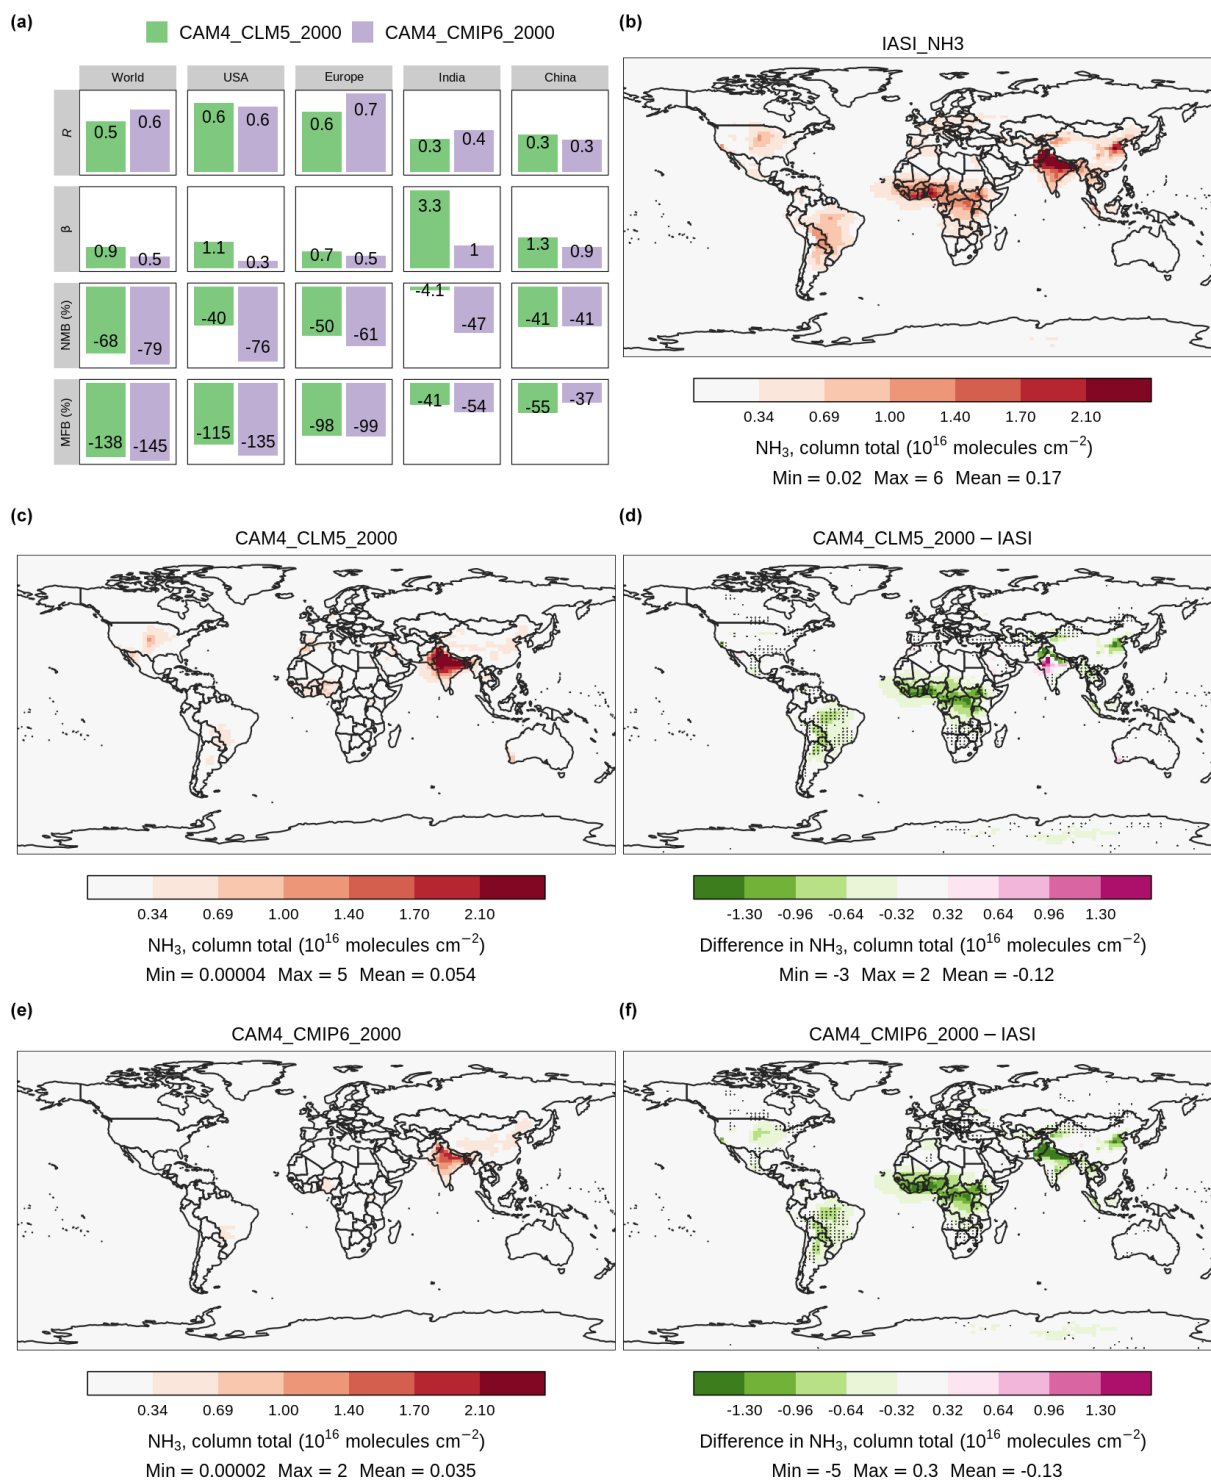 (a)
CAM4_CLM5_2000 CAM4_CMIP6_2000
World USA Europe India China
R
0.5 0.6 0.6 0.6 0.6 0.7 0.3 0.4 0.3 0.3
β
0.9 0.5 1.1 0.3 0.7 0.5 3.3 1 1.3 0.9
NMB (%)
-68 -79 -40 -76 -50 -61 -4.1 -47 -41 -41
MFB (%)
-138 -145 -115 -135 -98 -99 -41 -54 -55 -37
(b)
IASI_NH3
0.34 0.69 1.00 1.40 1.70 2.10
NH₃, column total (10¹⁶ molecules cm⁻²)
Min = 0.02 Max = 6 Mean = 0.17
(c)
CAM4_CLM5_2000
0.34 0.69 1.00 1.40 1.70 2.10
NH₃, column total (10¹⁶ molecules cm⁻²)
Min = 0.00004 Max = 5 Mean = 0.054
(d)
CAM4_CLM5_2000 – IASI
-1.30 -0.96 -0.64 -0.32 0.32 0.64 0.96 1.30
Difference in NH₃, column total (10¹⁶ molecules cm⁻²)
Min = -3 Max = 2 Mean = -0.12
(e)
CAM4_CMIP6_2000
0.34 0.69 1.00 1.40 1.70 2.10
NH₃, column total (10¹⁶ molecules cm⁻²)
Min = 0.00002 Max = 2 Mean = 0.035
(f)
CAM4_CMIP6_2000 – IASI
-1.30 -0.96 -0.64 -0.32 0.32 0.64 0.96 1.30
Difference in NH₃, column total (10¹⁶ molecules cm⁻²)
Min = -5 Max = 0.3 Mean = -0.13